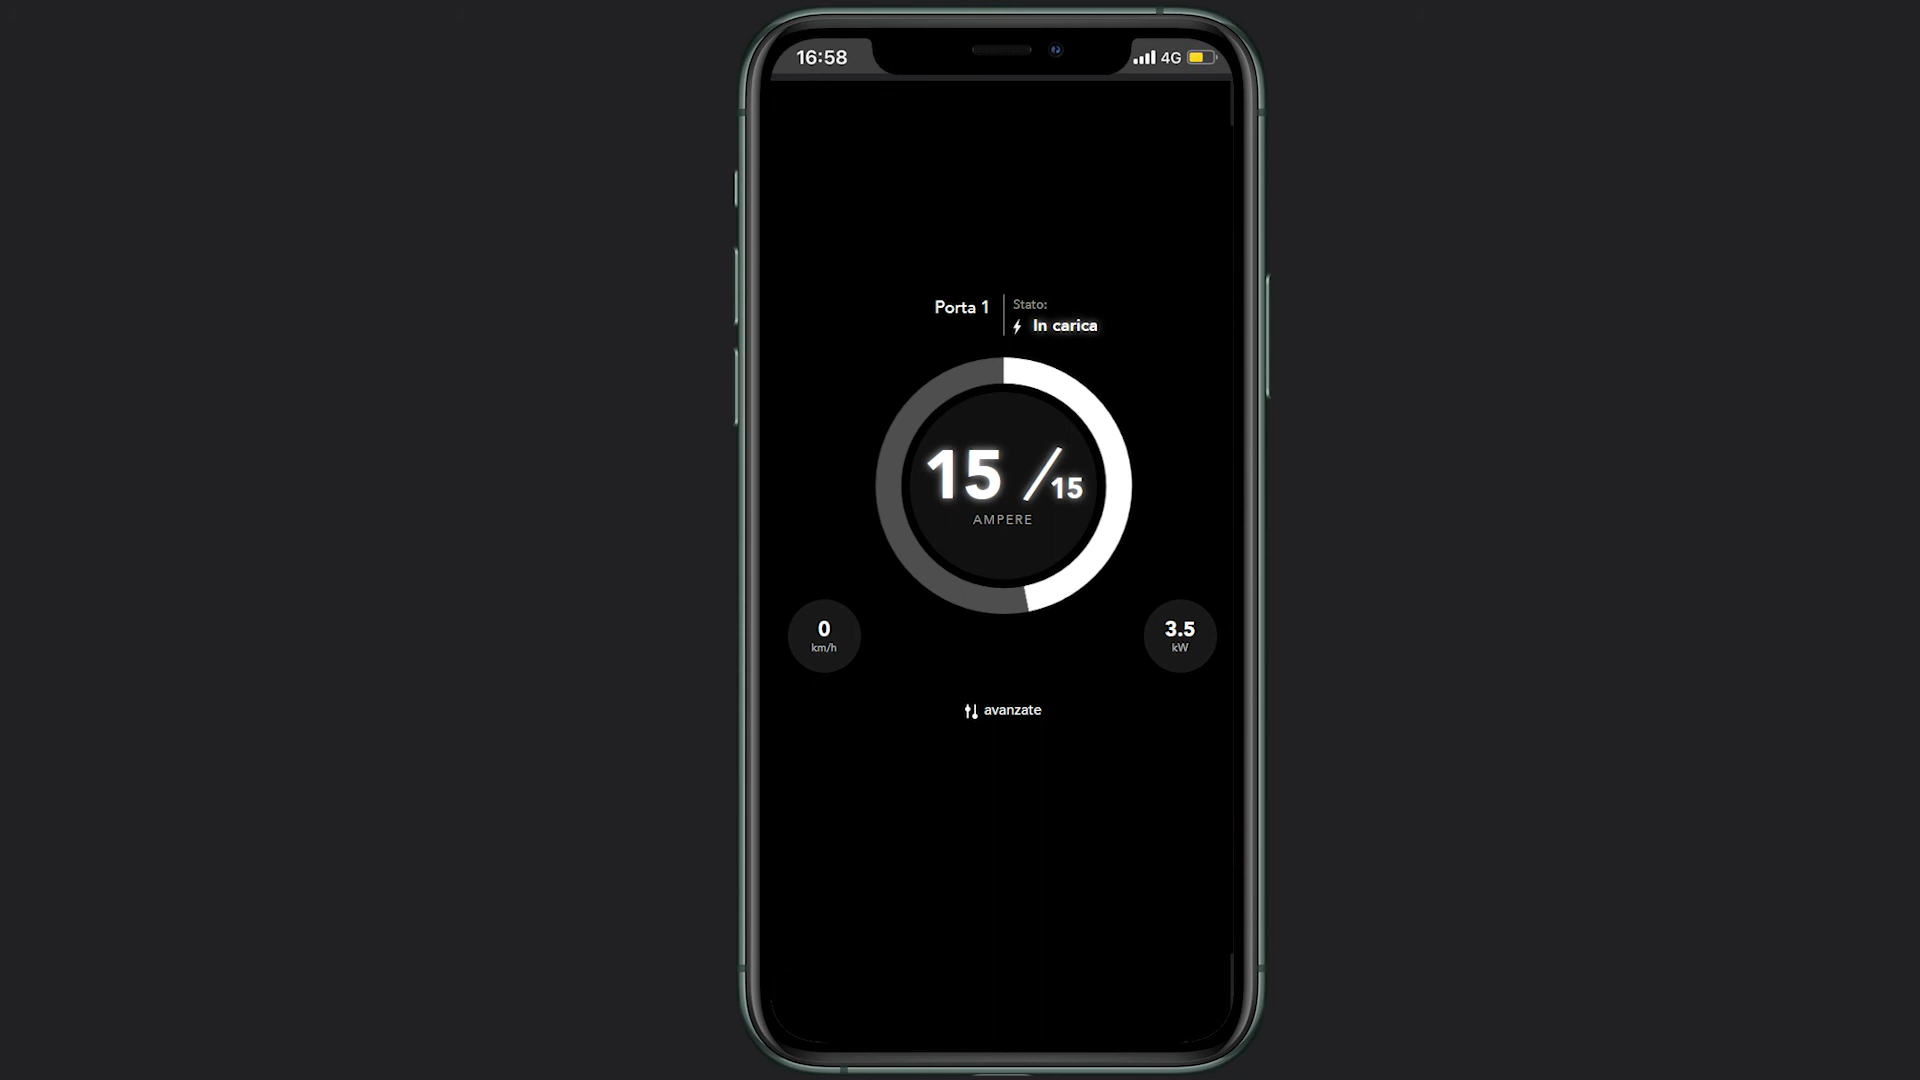 16:58
4G
Porta 1
Stato:
In carica
15 / 15
AMPERE
0
km/h
3.5
kW
avanzate